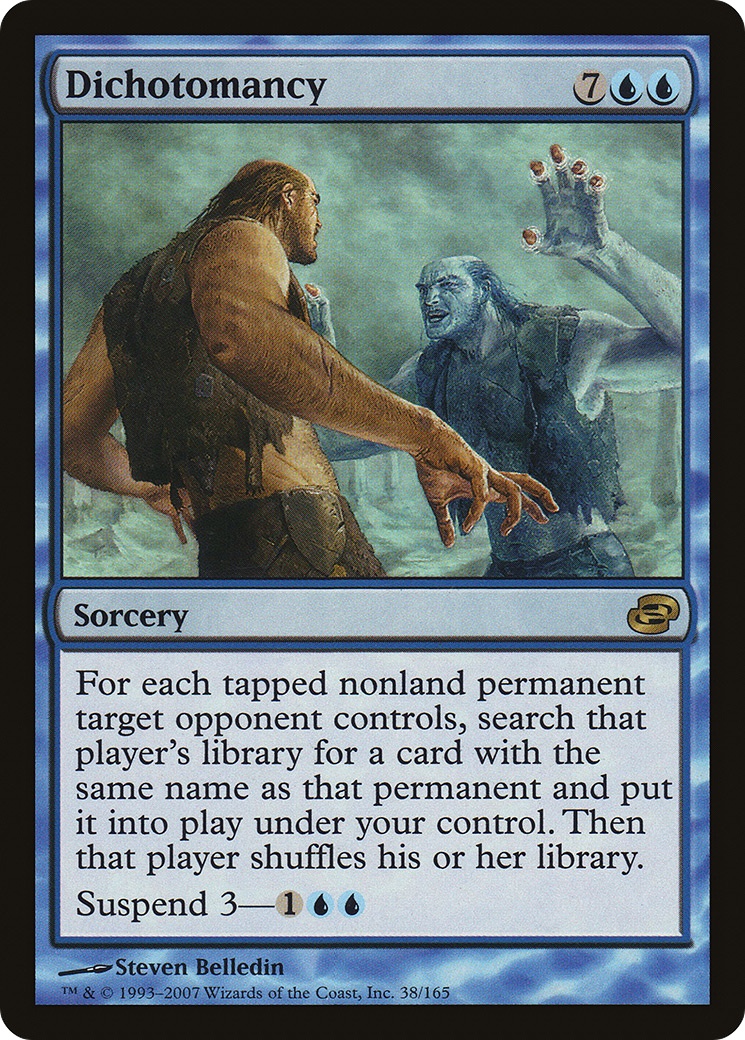 Dichotomancy 7
Sorcery
For each tapped nonland permanent
target opponent controls, search that
player's library for a card with the
same name as that permanent and put
it into play under your control. Then
that player shuffles his or her library.
Suspend 3—1
Steven Belledin
™ & © 1993–2007 Wizards of the Coast, Inc. 38/165